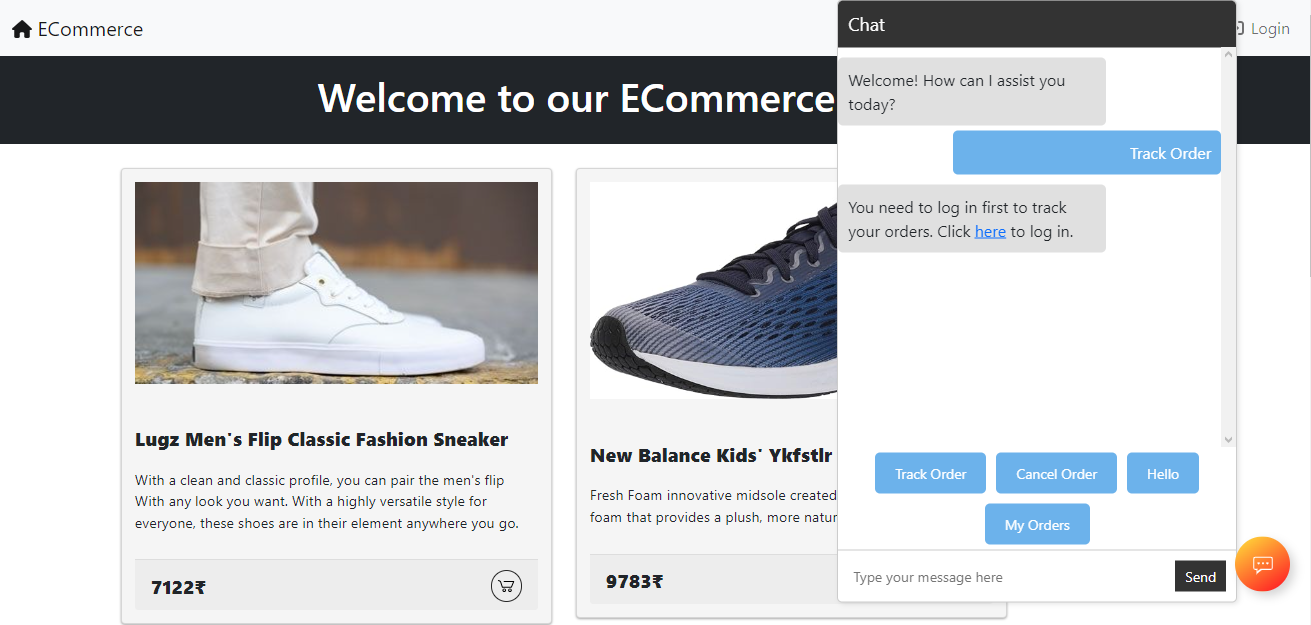 ECommerce
Login
Welcome to our ECommerce
Lugz Men's Flip Classic Fashion Sneaker
With a clean and classic profile, you can pair the men's flip
With any look you want. With a highly versatile style for
everyone, these shoes are in their element anywhere you go.
7122₹
New Balance Kids' Ykfstlr
Fresh Foam innovative midsole created
foam that provides a plush, more natur
9783₹
Chat
Welcome! How can I assist you
today?
Track Order
You need to log in first to track
your orders. Click here to log in.
Track Order
Cancel Order
Hello
My Orders
Type your message here
Send